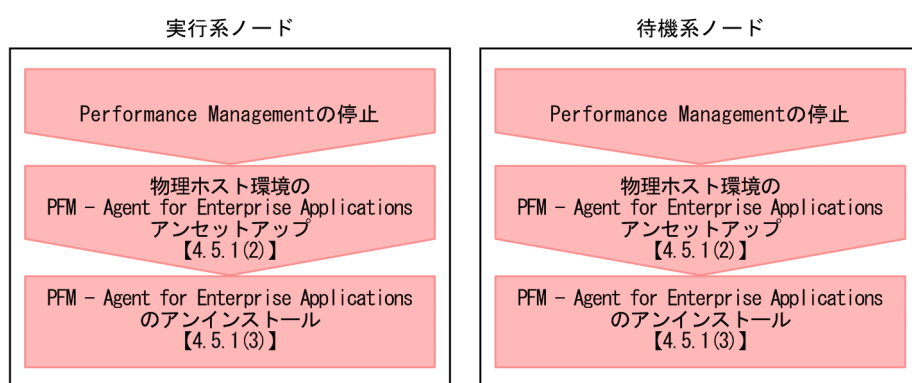 実行系ノード
Performance Managementの停止
物理ホスト環境の
PFM - Agent for Enterprise Applications
アンセットアップ
【4.5.1(2)】
PFM - Agent for Enterprise Applications
のアンインストール
【4.5.1(3)】
待機系ノード
Performance Managementの停止
物理ホスト環境の
PFM - Agent for Enterprise Applications
アンセットアップ
【4.5.1(2)】
PFM - Agent for Enterprise Applications
のアンインストール
【4.5.1(3)】